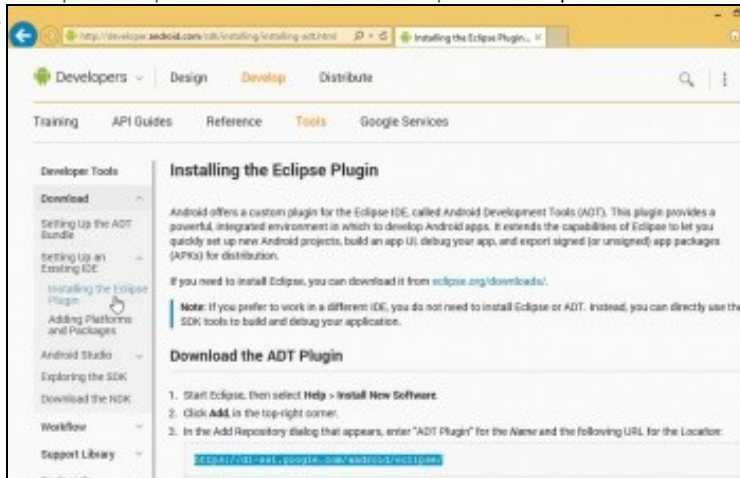 http://developer.android.com/sdk/installing/installing-adt.html
Installing the Eclipse Plugin...
Developers
Design
Develop
Distribute
Training
API Guides
Reference
Tools
Google Services
Developer Tools
Download
Setting Up the ADT
Bundle
Setting Up an
Existing IDE
Installing the Eclipse
Plugin
Adding Platforms
and Packages
Android Studio
Exploring the SDK
Download the NDK
Workflow
Support Library
Installing the Eclipse Plugin
Android offers a custom plugin for the Eclipse IDE, called Android Development Tools (ADT). This plugin provides a
powerful, integrated environment in which to develop Android apps. It extends the capabilities of Eclipse to let you
quickly set up new Android projects, build an app UI, debug your app, and export signed (or unsigned) app packages
(APKs) for distribution.
If you need to install Eclipse, you can download it from eclipse.org/downloads/.
Note: If you prefer to work in a different IDE, you do not need to install Eclipse or ADT. Instead, you can directly use the
SDK tools to build and debug your application.
Download the ADT Plugin
1. Start Eclipse, then select Help > Install New Software.
2. Click Add, in the top-right corner.
3. In the Add Repository dialog that appears, enter "ADT Plugin" for the Name and the following URL for the Location:
https://dl-ssl.google.com/android/eclipse/